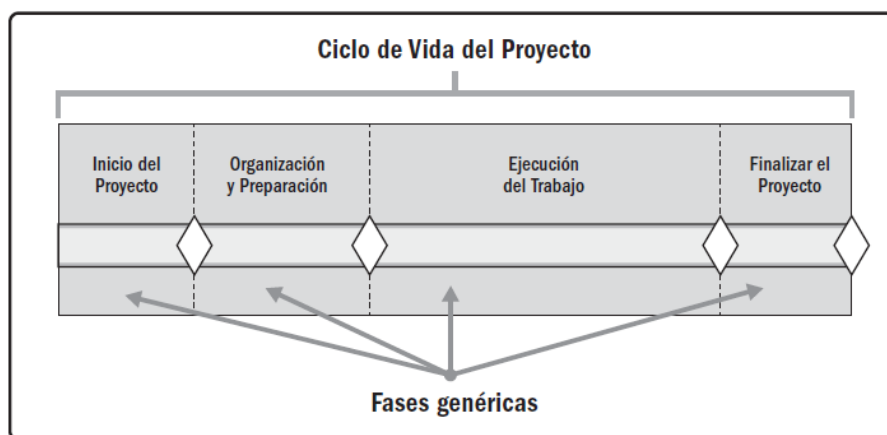 Ciclo de Vida del Proyecto
Inicio del
Proyecto
Organización
y Preparación
Ejecución
del Trabajo
Finalizar el
Proyecto
Fases genéricas